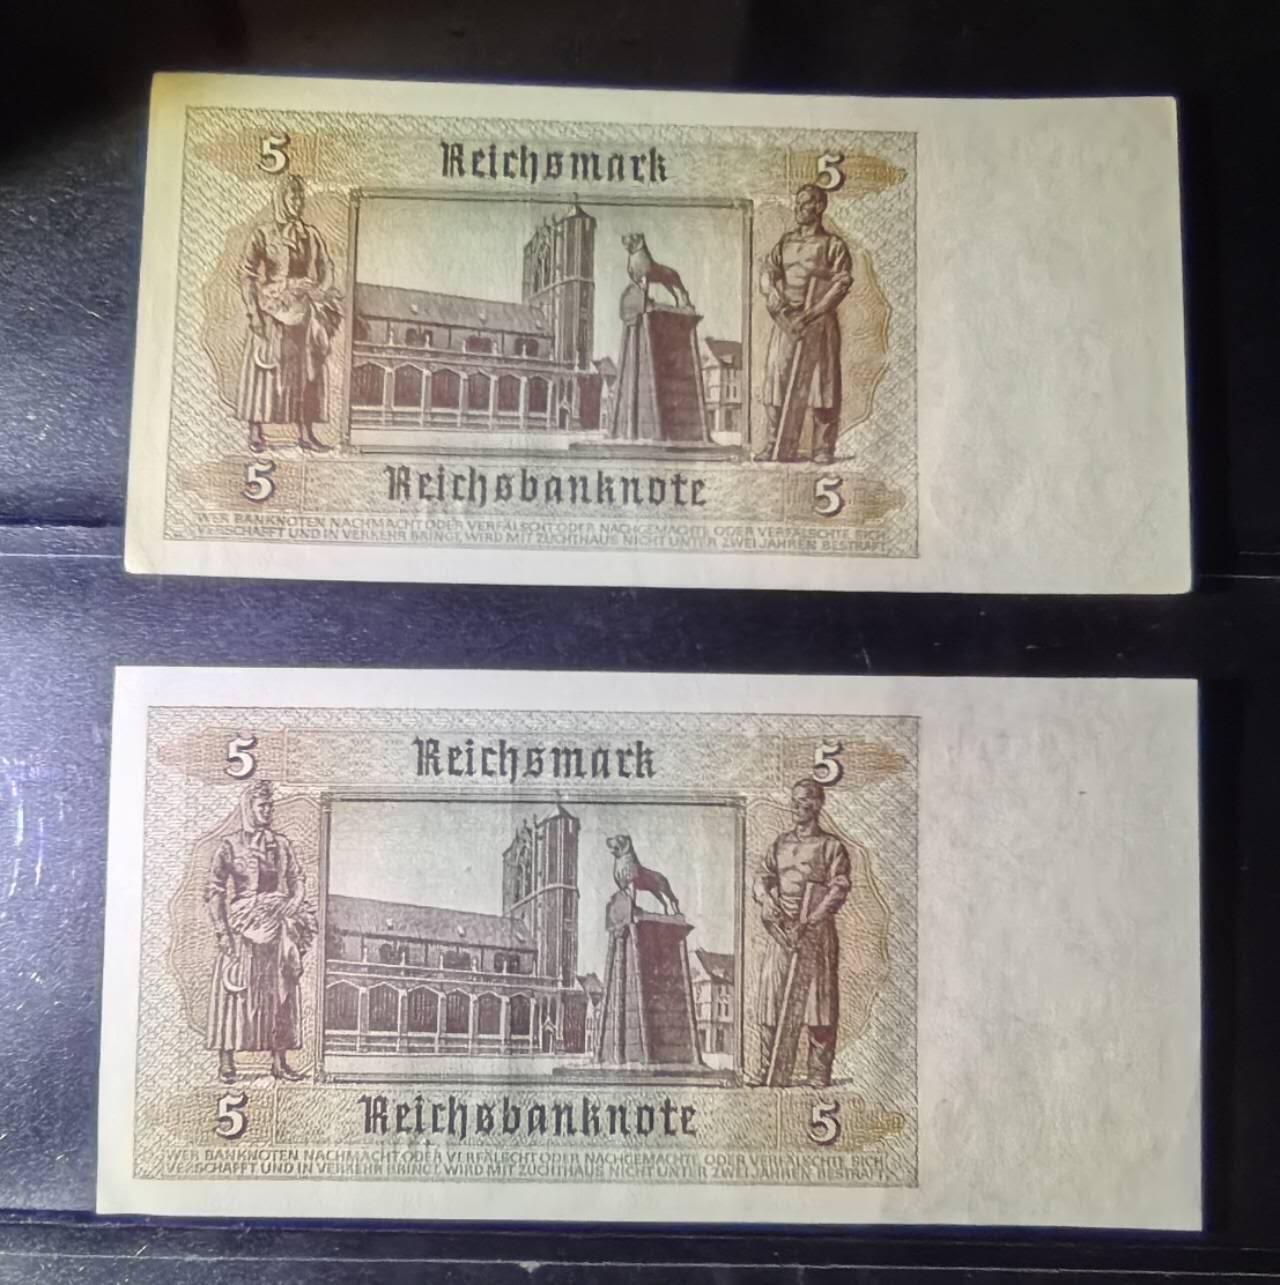 5 Reichsmark 5
5 Reichsbanknote 5
WER BANKNOTEN NACHMACHT ODER VERFÄLSCHT ODER NACHGEMACHTE ODER VERFÄLSCHTE SICH
VERSCHAFFT UND IN VERKEHR BRINGT, WIRD MIT ZUCHTHAUS NICHT UNTER ZWEI JAHREN BESTRAFT.
5 Reichsmark 5
5 Reichsbanknote 5
WER BANKNOTEN NACHMACHT ODER VERFÄLSCHT ODER NACHGEMACHTE ODER VERFÄLSCHTE SICH
VERSCHAFFT UND IN VERKEHR BRINGT, WIRD MIT ZUCHTHAUS NICHT UNTER ZWEI JAHREN BESTRAFT.